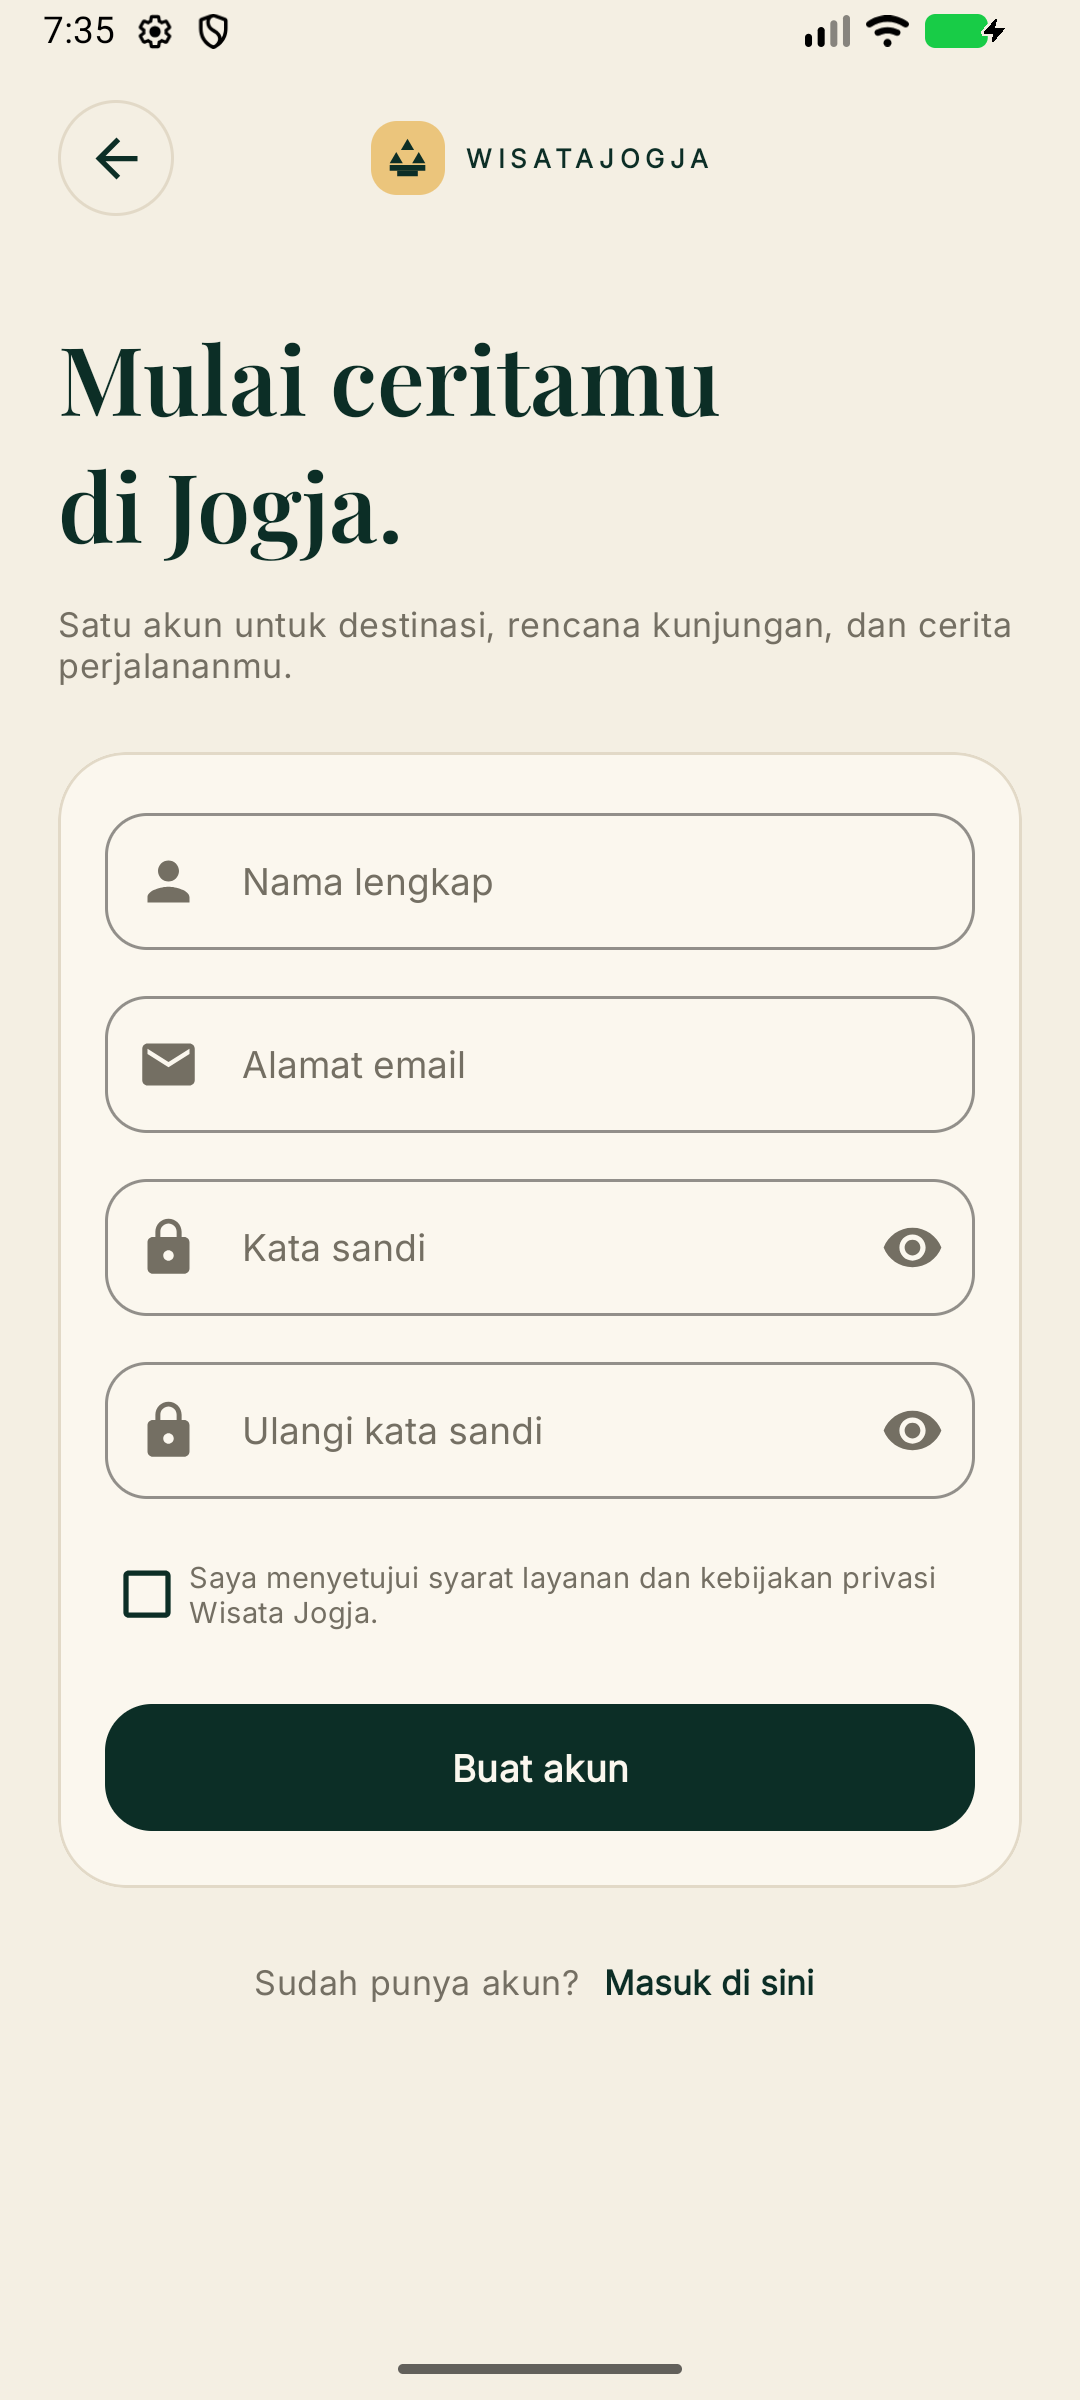 7:35
WISATAJOGJA
Mulai ceritamu
di Jogja.
Satu akun untuk destinasi, rencana kunjungan, dan cerita
perjalananmu.
Nama lengkap
Alamat email
Kata sandi
Ulangi kata sandi
Saya menyetujui syarat layanan dan kebijakan privasi
Wisata Jogja.
Buat akun
Sudah punya akun? Masuk di sini